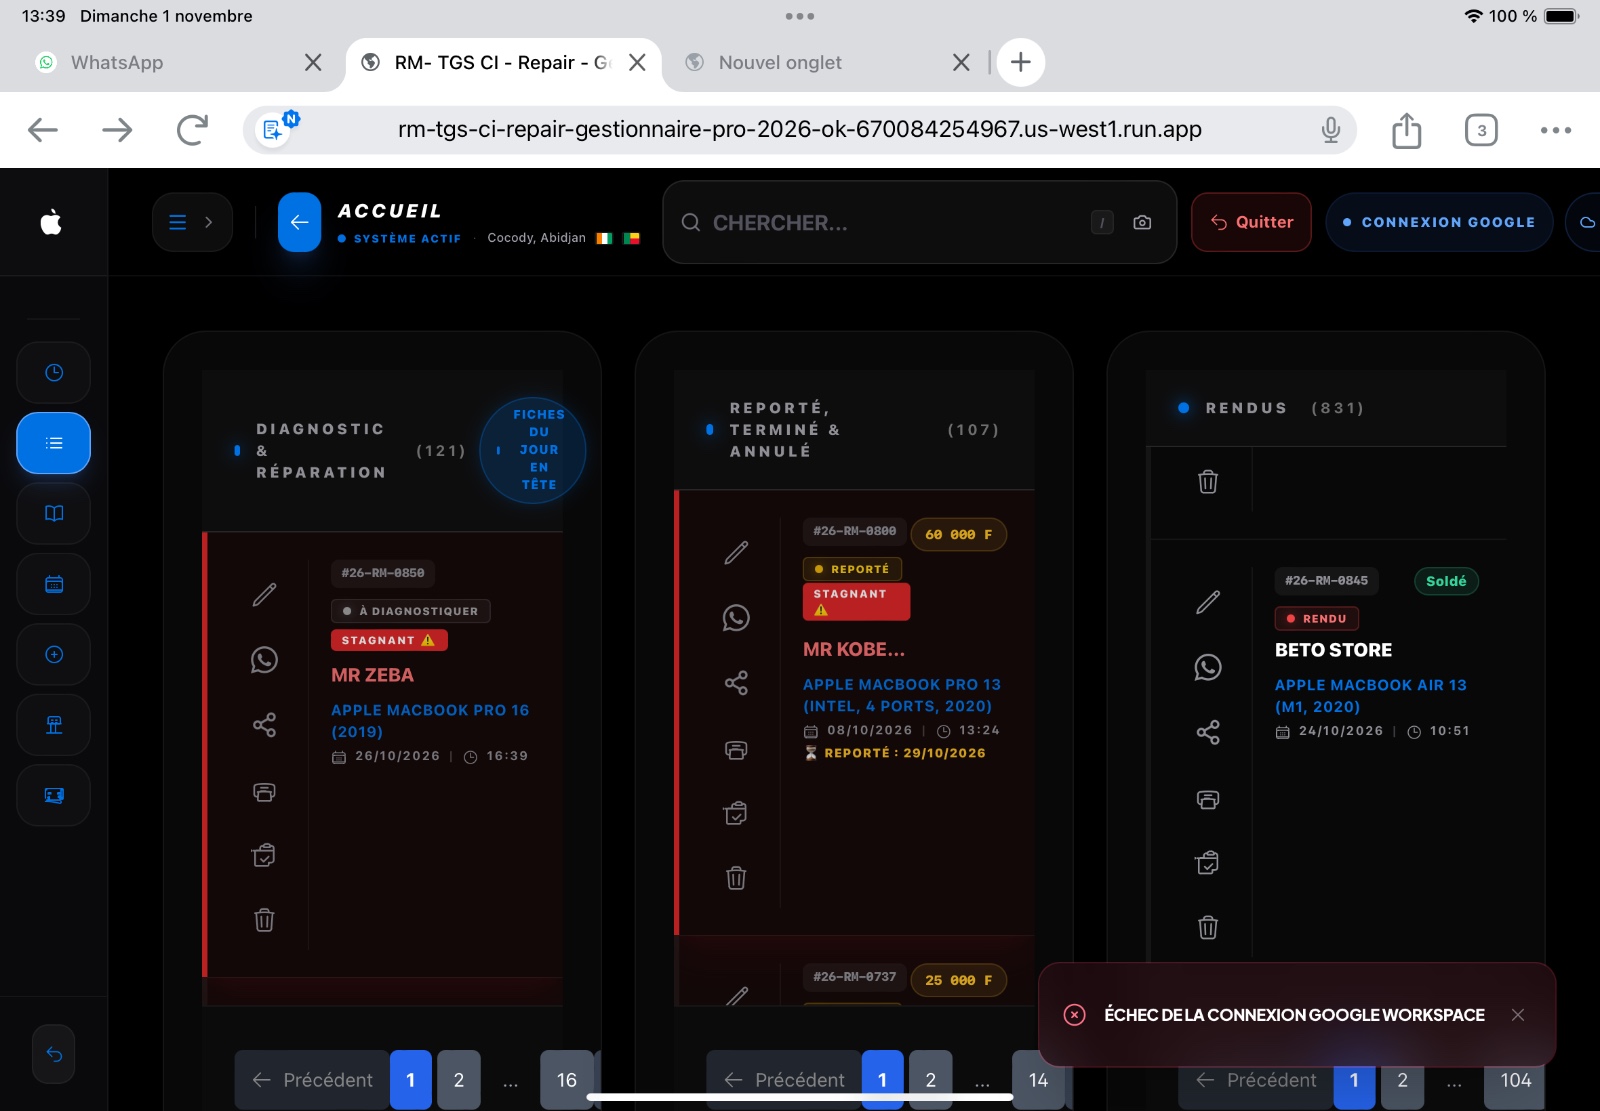 13:39 Dimanche 1 novembre
100 %
WhatsApp
RM- TGS CI - Repair - G
Nouvel onglet
N
rm-tgs-ci-repair-gestionnaire-pro-2026-ok-670084254967.us-west1.run.app
3
ACCUEIL
SYSTÈME ACTIF · Cocody, Abidjan
CHERCHER...
/
Quitter
CONNEXION GOOGLE
DIAGNOSTIC
&
RÉPARATION
(121)
FICHES
DU
JOUR
EN
TÊTE
#26-RM-0850
À DIAGNOSTIQUER
STAGNANT ⚠
MR ZEBA
APPLE MACBOOK PRO 16
(2019)
26/10/2026 | 16:39
← Précédent 1 2 ... 16
REPORTÉ,
TERMINÉ &
ANNULÉ
(107)
#26-RM-0800 60 000 F
REPORTÉ
STAGNANT
⚠
MR KOBE...
APPLE MACBOOK PRO 13
(INTEL, 4 PORTS, 2020)
08/10/2026 | 13:24
⏳ REPORTÉ : 29/10/2026
#26-RM-0737 25 000 F
← Précédent 1 2 ... 14
RENDUS (831)
#26-RM-0845 Soldé
RENDU
BETO STORE
APPLE MACBOOK AIR 13
(M1, 2020)
24/10/2026 | 10:51
ÉCHEC DE LA CONNEXION GOOGLE WORKSPACE
← Précédent 1 2 ... 104